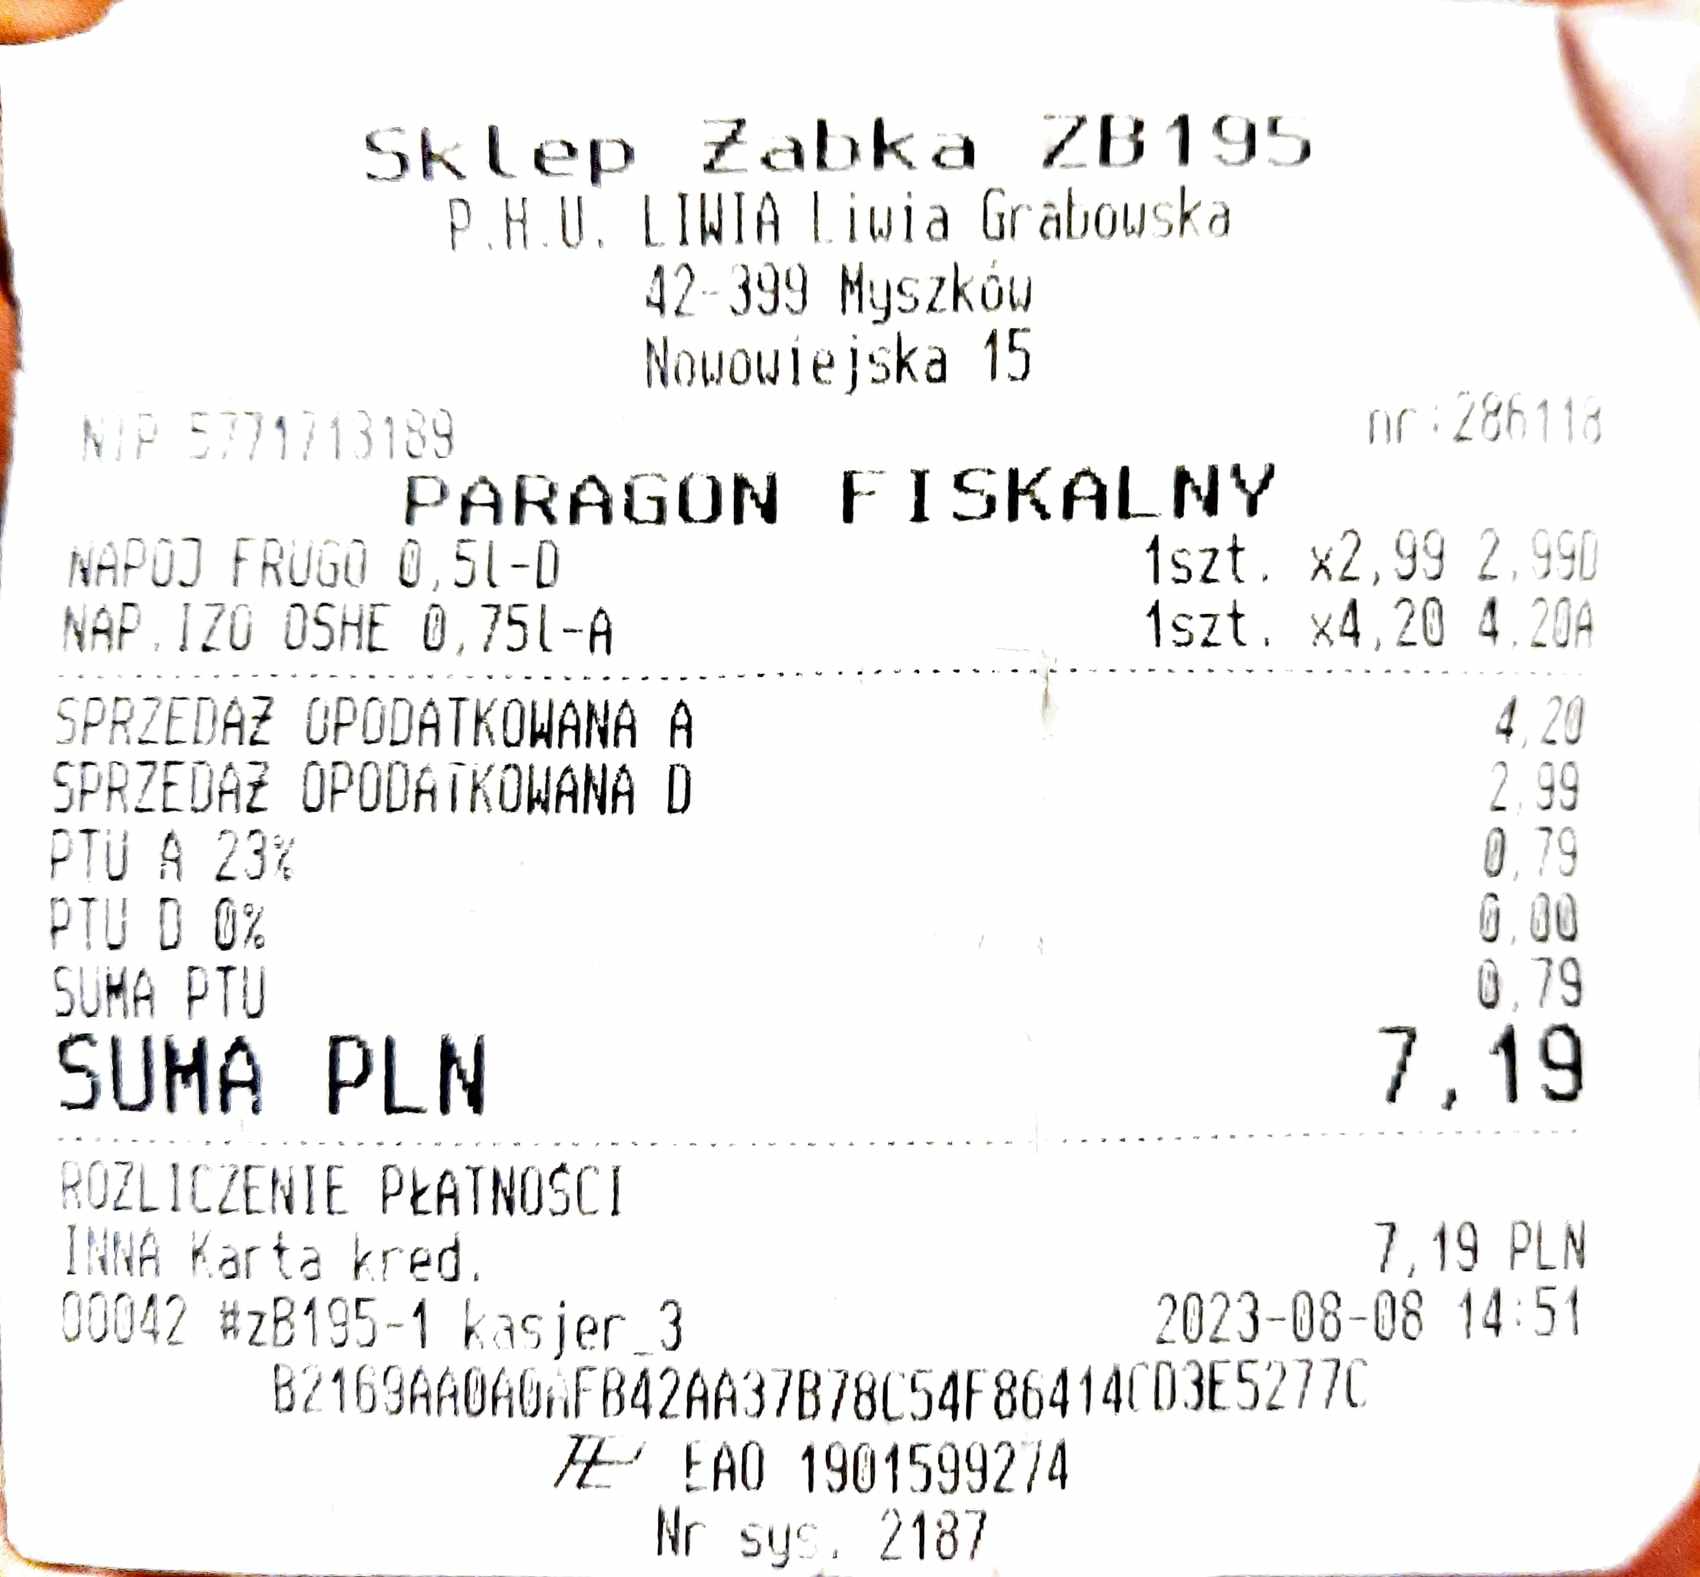 Sklep Żabka ZB195
P.H.U. LIWIA Liwia Grabowska
42-399 Myszków
Nowowiejska 15
NIP 5771713189 nr:286118
PARAGON FISKALNY
NAPOJ FRUGO 0,5l-D 1szt. x2,99 2,99D
NAP.IZO OSHE 0,75l-A 1szt. x4,20 4,20A
SPRZEDAŻ OPODATKOWANA A 4,20
SPRZEDAŻ OPODATKOWANA D 2,99
PTU A 23% 0,79
PTU D 0% 0,00
SUMA PTU 0,79
SUMA PLN 7,19
ROZLICZENIE PŁATNOŚCI
INNA Karta kred. 7,19 PLN
00042 #zB195-1 kasjer_3 2023-08-08 14:51
B2169AA0A60AFB42AA37B78C54F86414CD3E5277C
EAO 1901599274
Nr sys. 2187